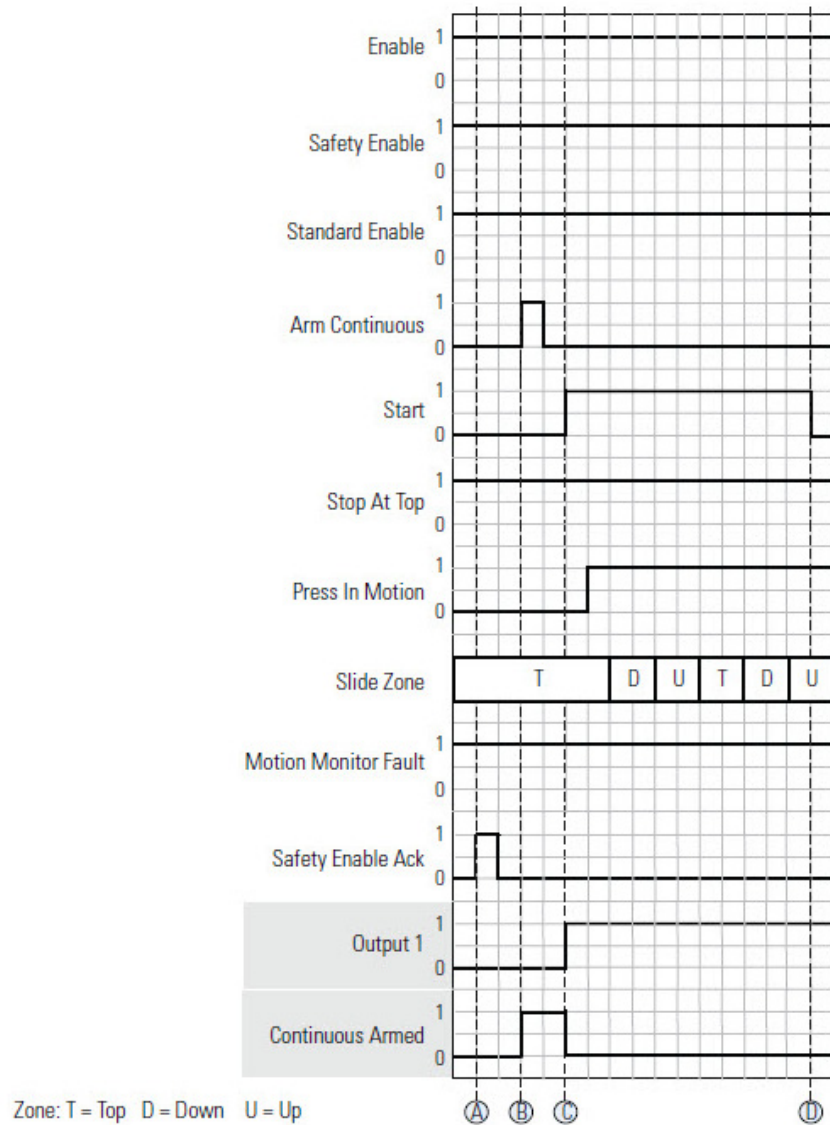 Enable 1
0
Safety Enable 1
0
Standard Enable 1
0
Arm Continuous 1
0
Start 1
0
Stop At Top 1
0
Press In Motion 1
0
Slide Zone T D U T D U
Motion Monitor Fault 1
0
Safety Enable Ack 1
0
Output 1 1
0
Continuous Armed 1
0
Zone: T = Top D = Down U = Up A B C D